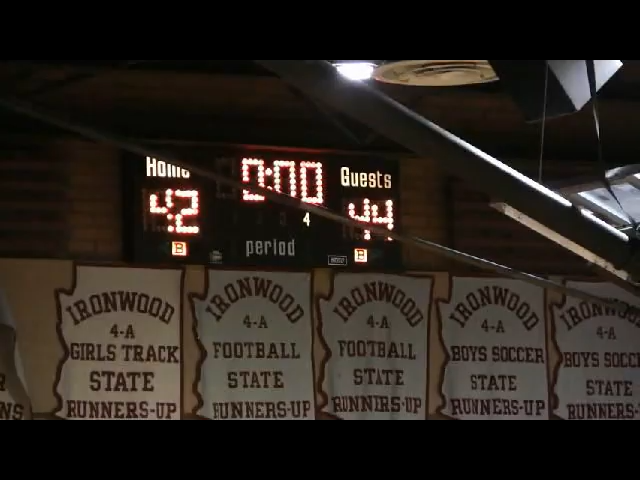 Home 0:00 Guests
42 4 44
B period B
IRONWOOD
4-A
GIRLS TRACK
STATE
RUNNERS-UP
IRONWOOD
4-A
FOOTBALL
STATE
RUNNERS-UP
IRONWOOD
4-A
FOOTBALL
STATE
RUNNERS-UP
IRONWOOD
4-A
BOYS SOCCER
STATE
RUNNERS-UP
IRONWOOD
4-A
BOYS SOCCE
STATE
RUNNERS-U